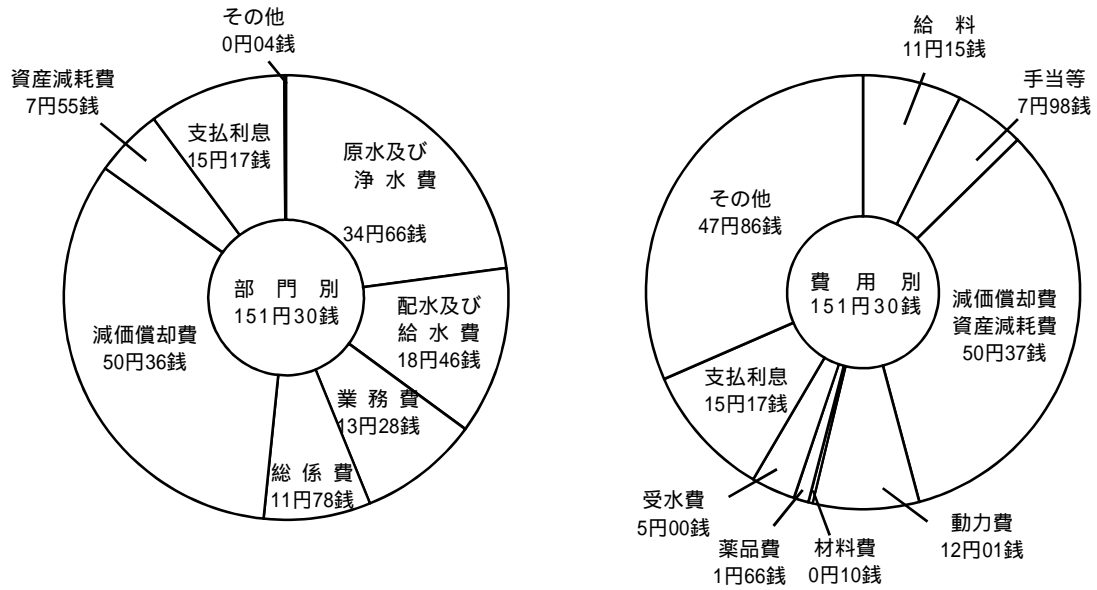 その他
0円04銭
資産減耗費
7円55銭
支払利息
15円17銭
原水及び
浄水費
34円66銭
部門別
151円30銭
配水及び
給水費
18円46銭
減価償却費
50円36銭
業務費
13円28銭
総係費
11円78銭
給料
11円15銭
手当等
7円98銭
その他
47円86銭
費用別
151円30銭
減価償却費
資産減耗費
50円37銭
支払利息
15円17銭
受水費
5円00銭
薬品費
1円66銭
材料費
0円10銭
動力費
12円01銭